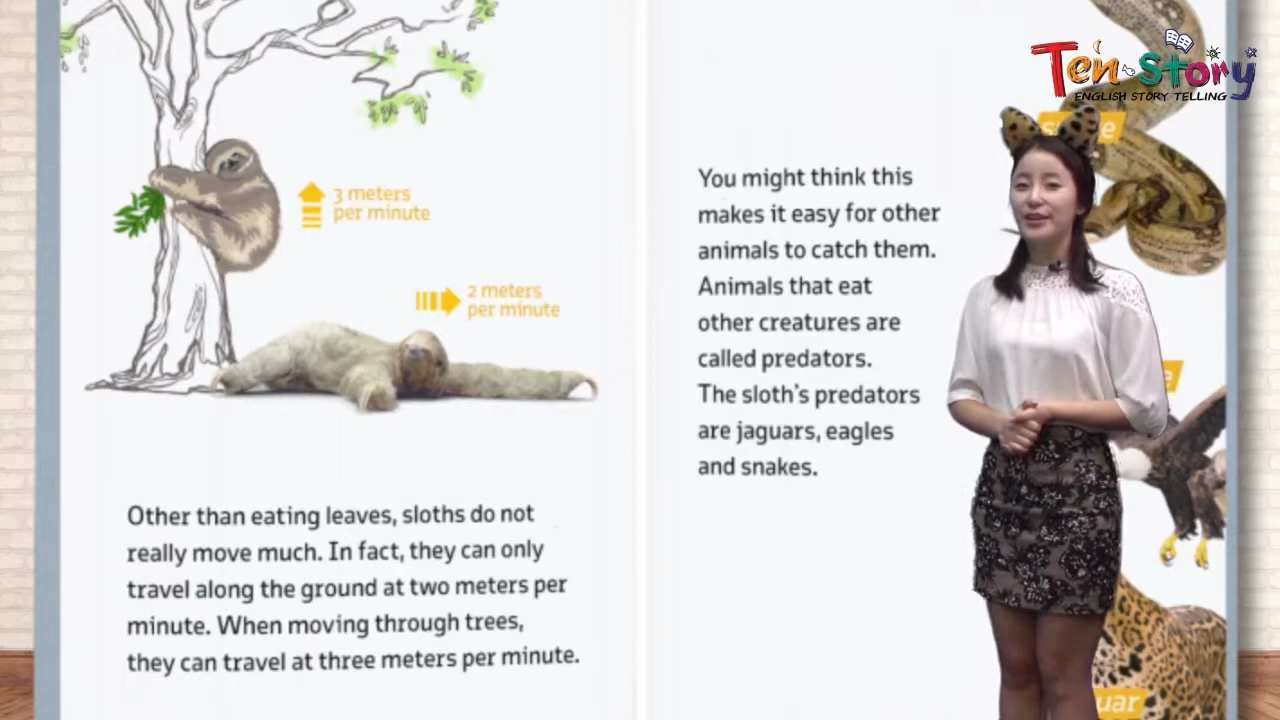 3 meters
per minute
2 meters
per minute
Other than eating leaves, sloths do not
really move much. In fact, they can only
travel along the ground at two meters per
minute. When moving through trees,
they can travel at three meters per minute.
You might think this
makes it easy for other
animals to catch them.
Animals that eat
other creatures are
called predators.
The sloth's predators
are jaguars, eagles
and snakes.
Ten Story
ENGLISH STORY TELLING